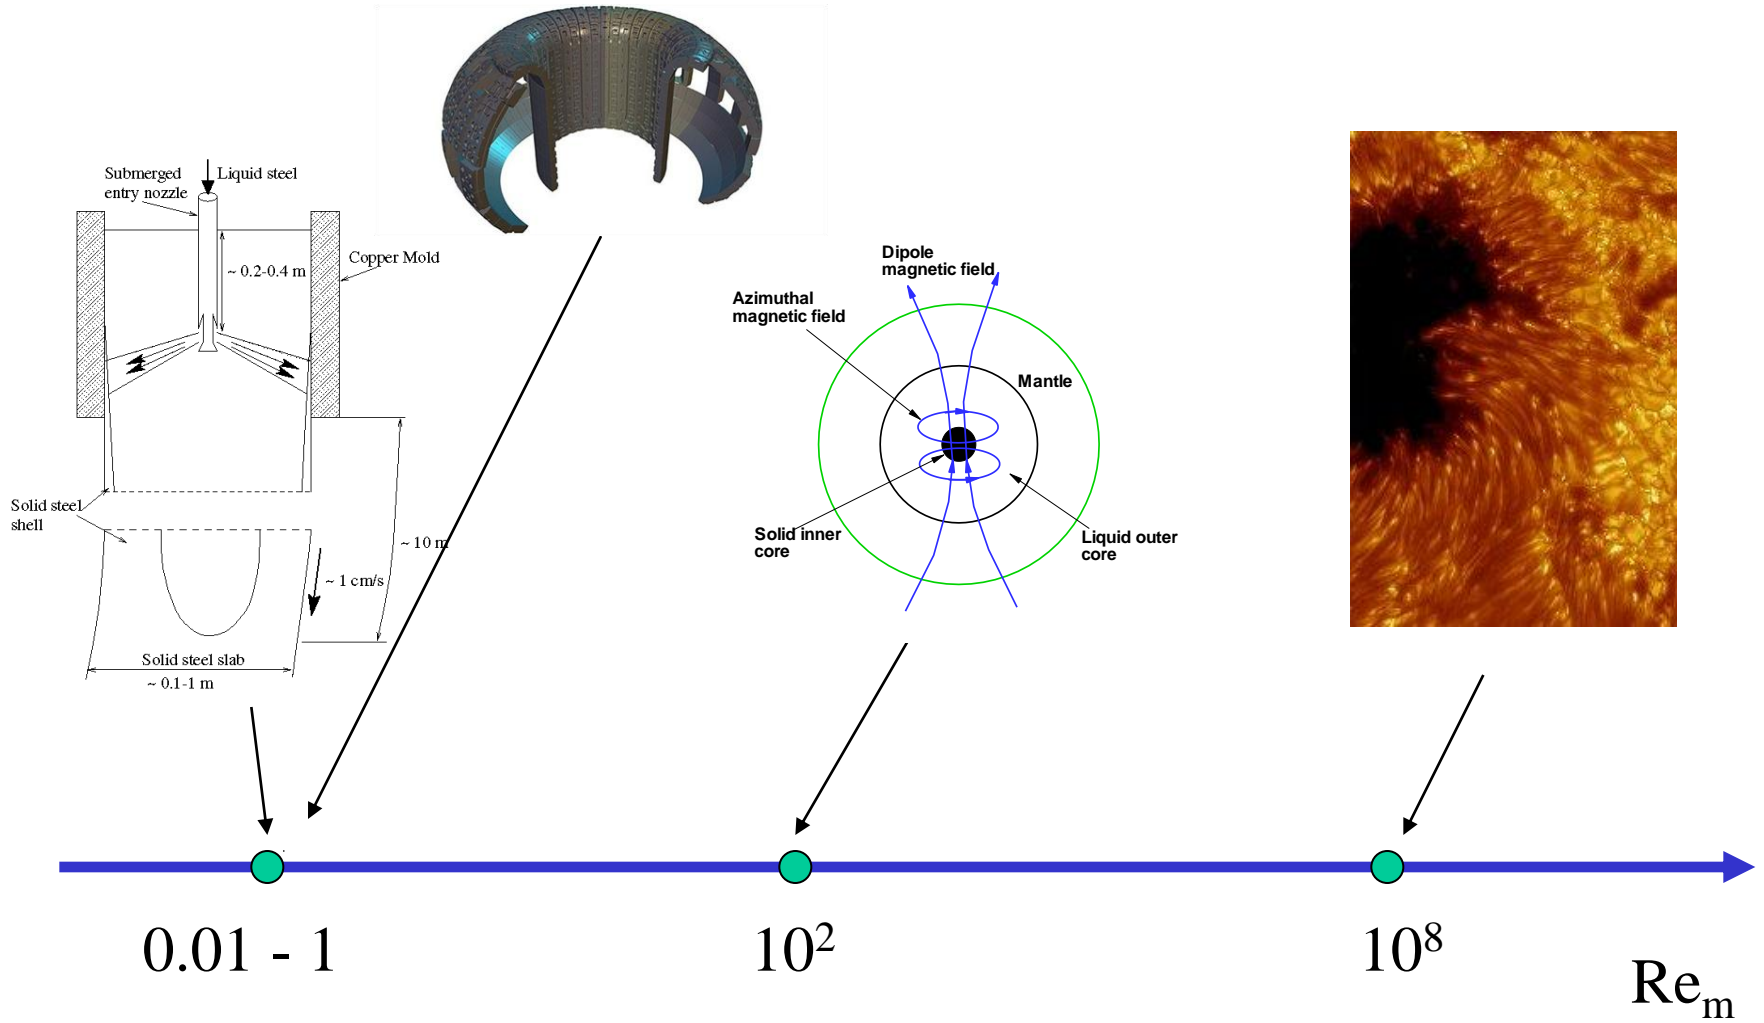 Submerged
entry nozzle
Liquid steel
~ 0.2-0.4 m
Copper Mold
Solid steel
shell
~ 10 m
~ 1 cm/s
Solid steel slab
~ 0.1-1 m
Dipole
magnetic field
Azimuthal
magnetic field
Mantle
Solid inner
core
Liquid outer
core
0.01 - 1
10²
10⁸
Reₘ